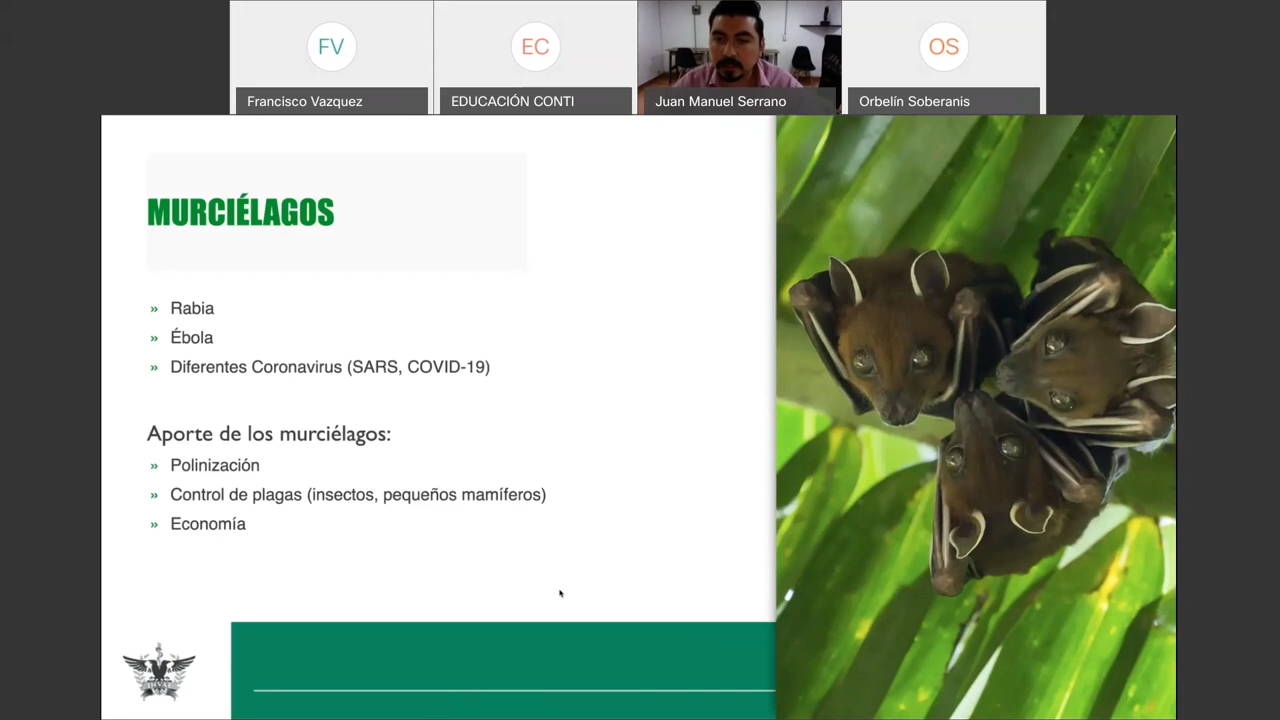 FV
EC
OS
Francisco Vazquez
EDUCACIÓN CONTI
Juan Manuel Serrano
Orbelín Soberanis
MURCIÉLAGOS
» Rabia
» Ébola
» Diferentes Coronavirus (SARS, COVID-19)
Aporte de los murciélagos:
» Polinización
» Control de plagas (insectos, pequeños mamíferos)
» Economía